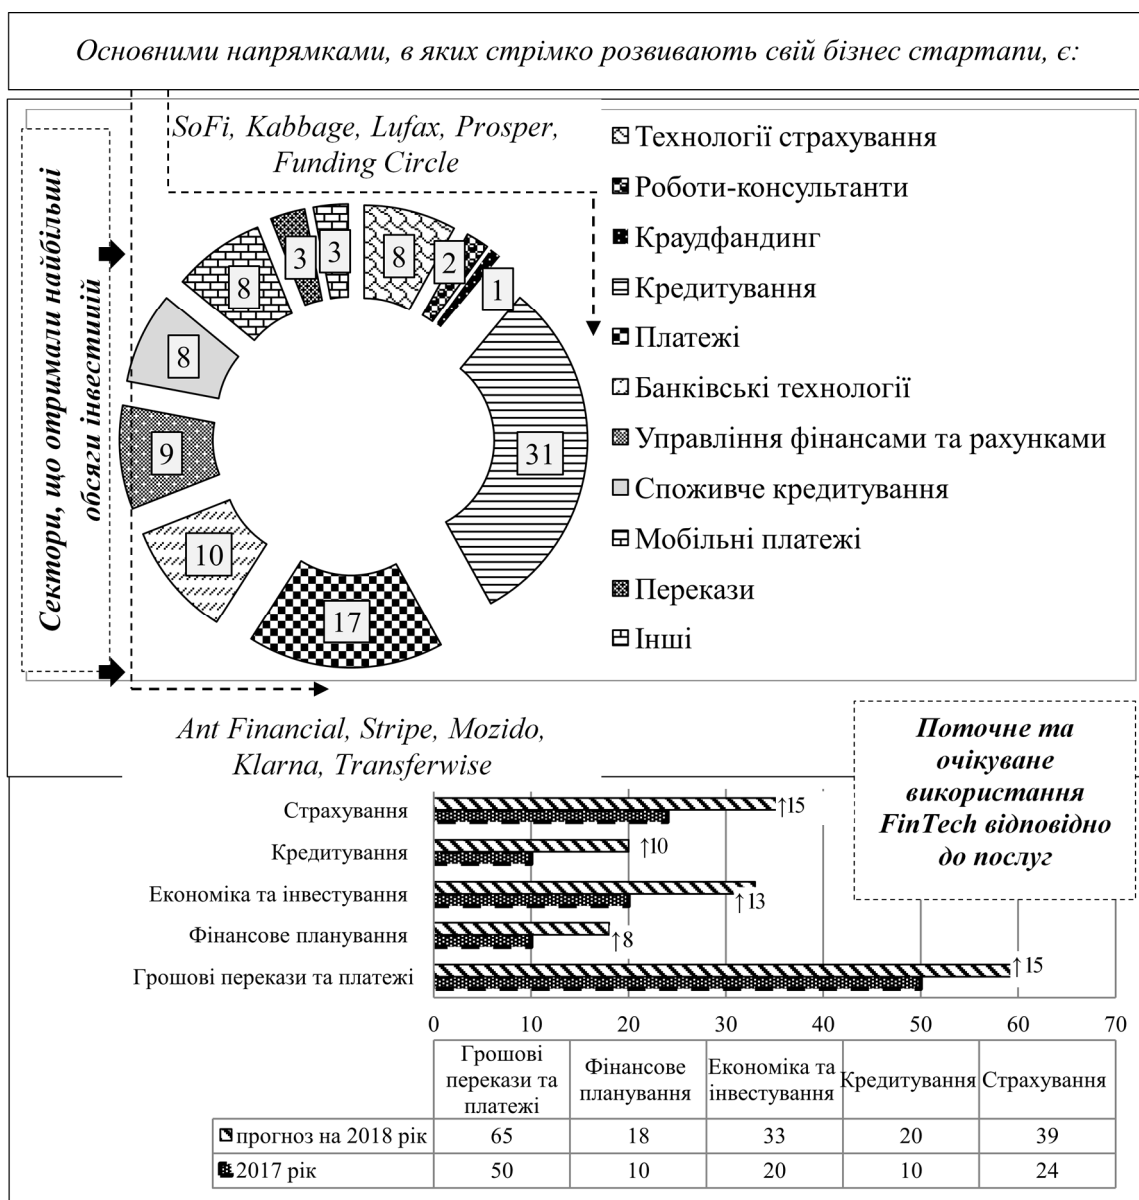 Основними напрямками, в яких стрімко розвивають свій бізнес стартапи, є:
Сектори, що отримали найбільші
обсяги інвестицій
SoFi, Kabbage, Lufax, Prosper,
Funding Circle
8
2
1
31
17
10
9
8
8
3
3
Технології страхування
Роботи-консультанти
Краудфандинг
Кредитування
Платежі
Банківські технології
Управління фінансами та рахунками
Споживче кредитування
Мобільні платежі
Перекази
Інші
Ant Financial, Stripe, Mozido,
Klarna, Transferwise
Поточне та
очікуване
використання
FinTech відповідно
до послуг
Страхування
↑15
Кредитування
↑10
Економіка та інвестування
↑13
Фінансове планування
↑8
Грошові перекази та платежі
↑15
0 10 20 30 40 50 60 70
Грошові перекази та платежі Фінансове планування Економіка та інвестування Кредитування Страхування
прогноз на 2018 рік 65 18 33 20 39
2017 рік 50 10 20 10 24